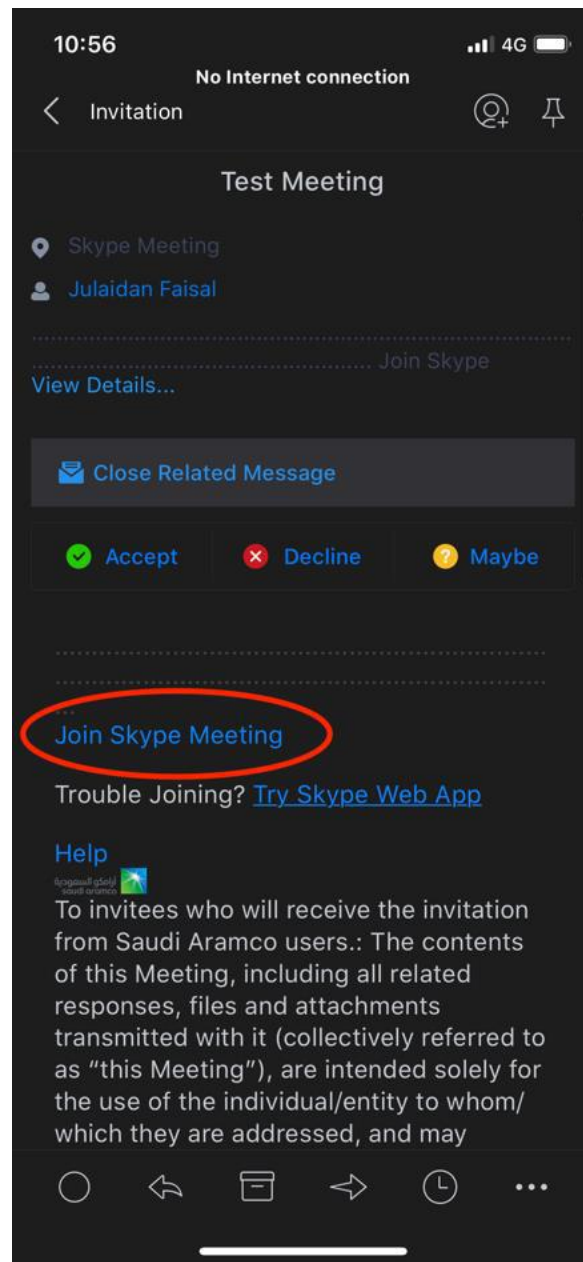 10:56
4G
No Internet connection
Invitation
Test Meeting
Skype Meeting
Julaidan Faisal
................................................................................
.................................................. Join Skype
View Details...
Close Related Message
Accept
Decline
Maybe
......................................................................
......................................................................
...
Join Skype Meeting
Trouble Joining? Try Skype Web App
Help
أرامكو السعودية
saudi aramco
To invitees who will receive the invitation
from Saudi Aramco users.: The contents
of this Meeting, including all related
responses, files and attachments
transmitted with it (collectively referred to
as “this Meeting”), are intended solely for
the use of the individual/entity to whom/
which they are addressed, and may